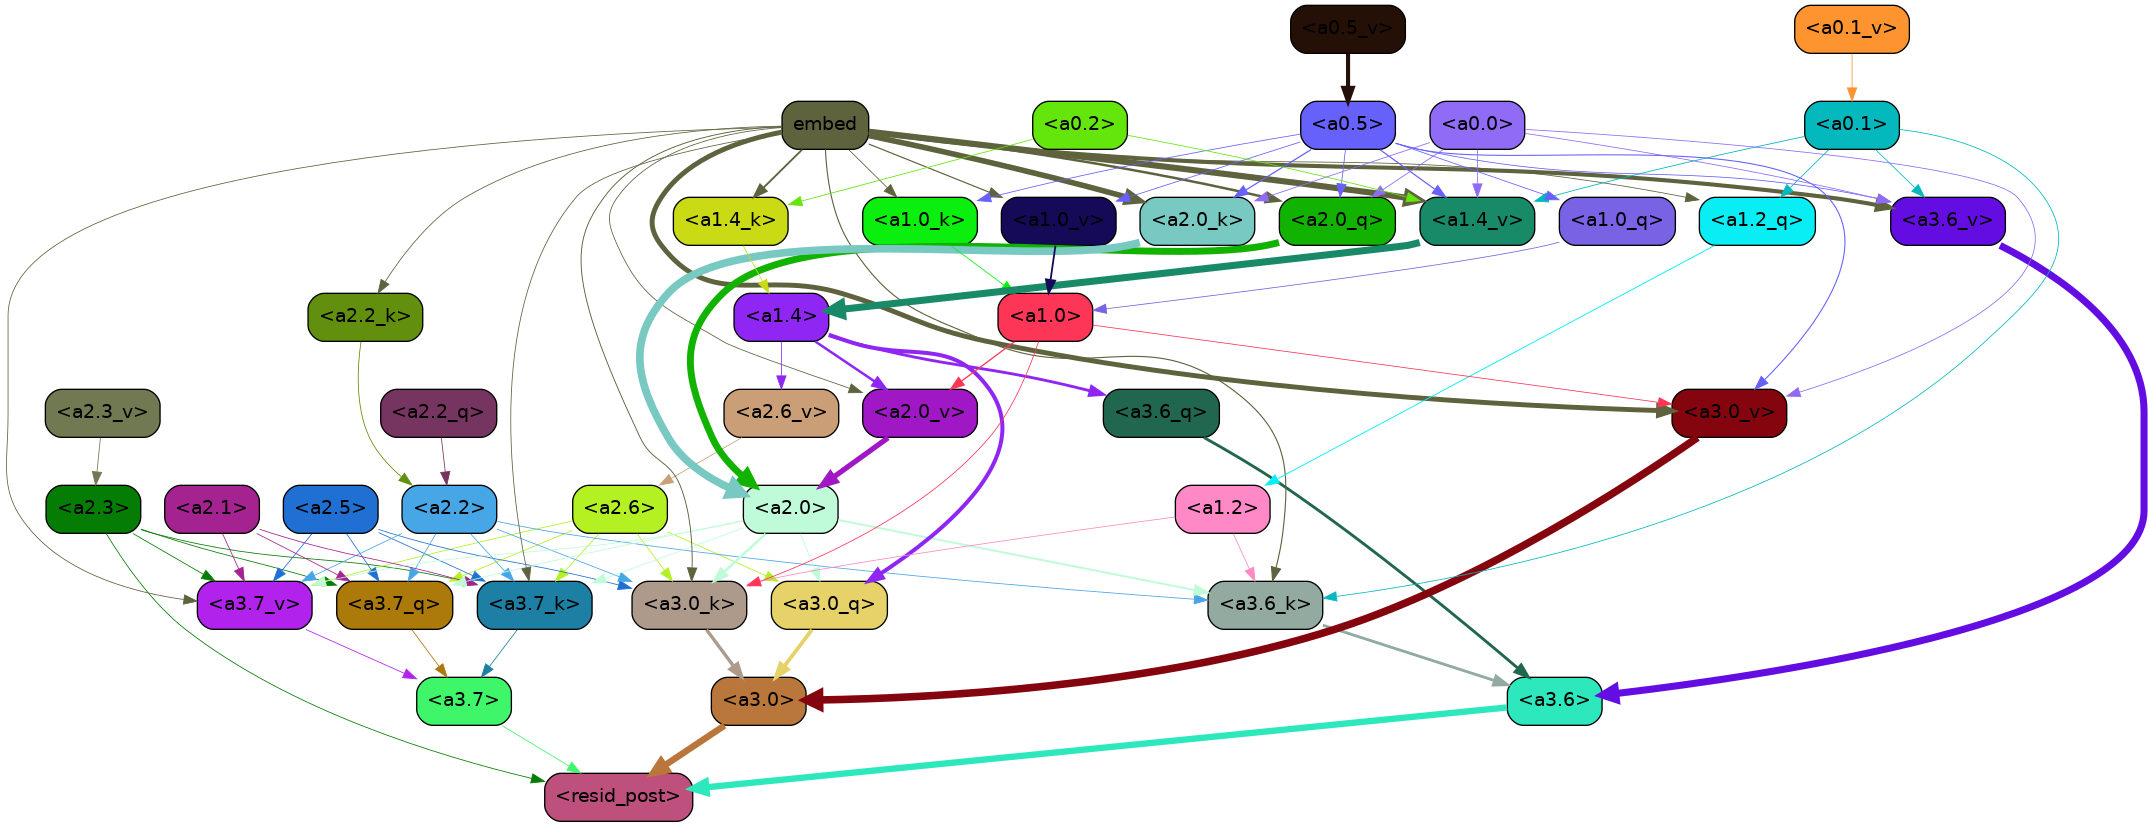 <a0.5_v>
<a0.1_v>
embed
<a0.2>
<a0.5>
<a0.0>
<a0.1>
<a1.4_k>
<a1.0_k>
<a1.0_v>
<a2.0_k>
<a2.0_q>
<a1.4_v>
<a1.0_q>
<a1.2_q>
<a3.6_v>
<a2.2_k>
<a1.4>
<a1.0>
<a2.3_v>
<a2.2_q>
<a2.6_v>
<a2.0_v>
<a3.6_q>
<a3.0_v>
<a2.3>
<a2.1>
<a2.5>
<a2.2>
<a2.6>
<a2.0>
<a1.2>
<a3.7_v>
<a3.7_q>
<a3.7_k>
<a3.0_k>
<a3.0_q>
<a3.6_k>
<a3.7>
<a3.0>
<a3.6>
<resid_post>